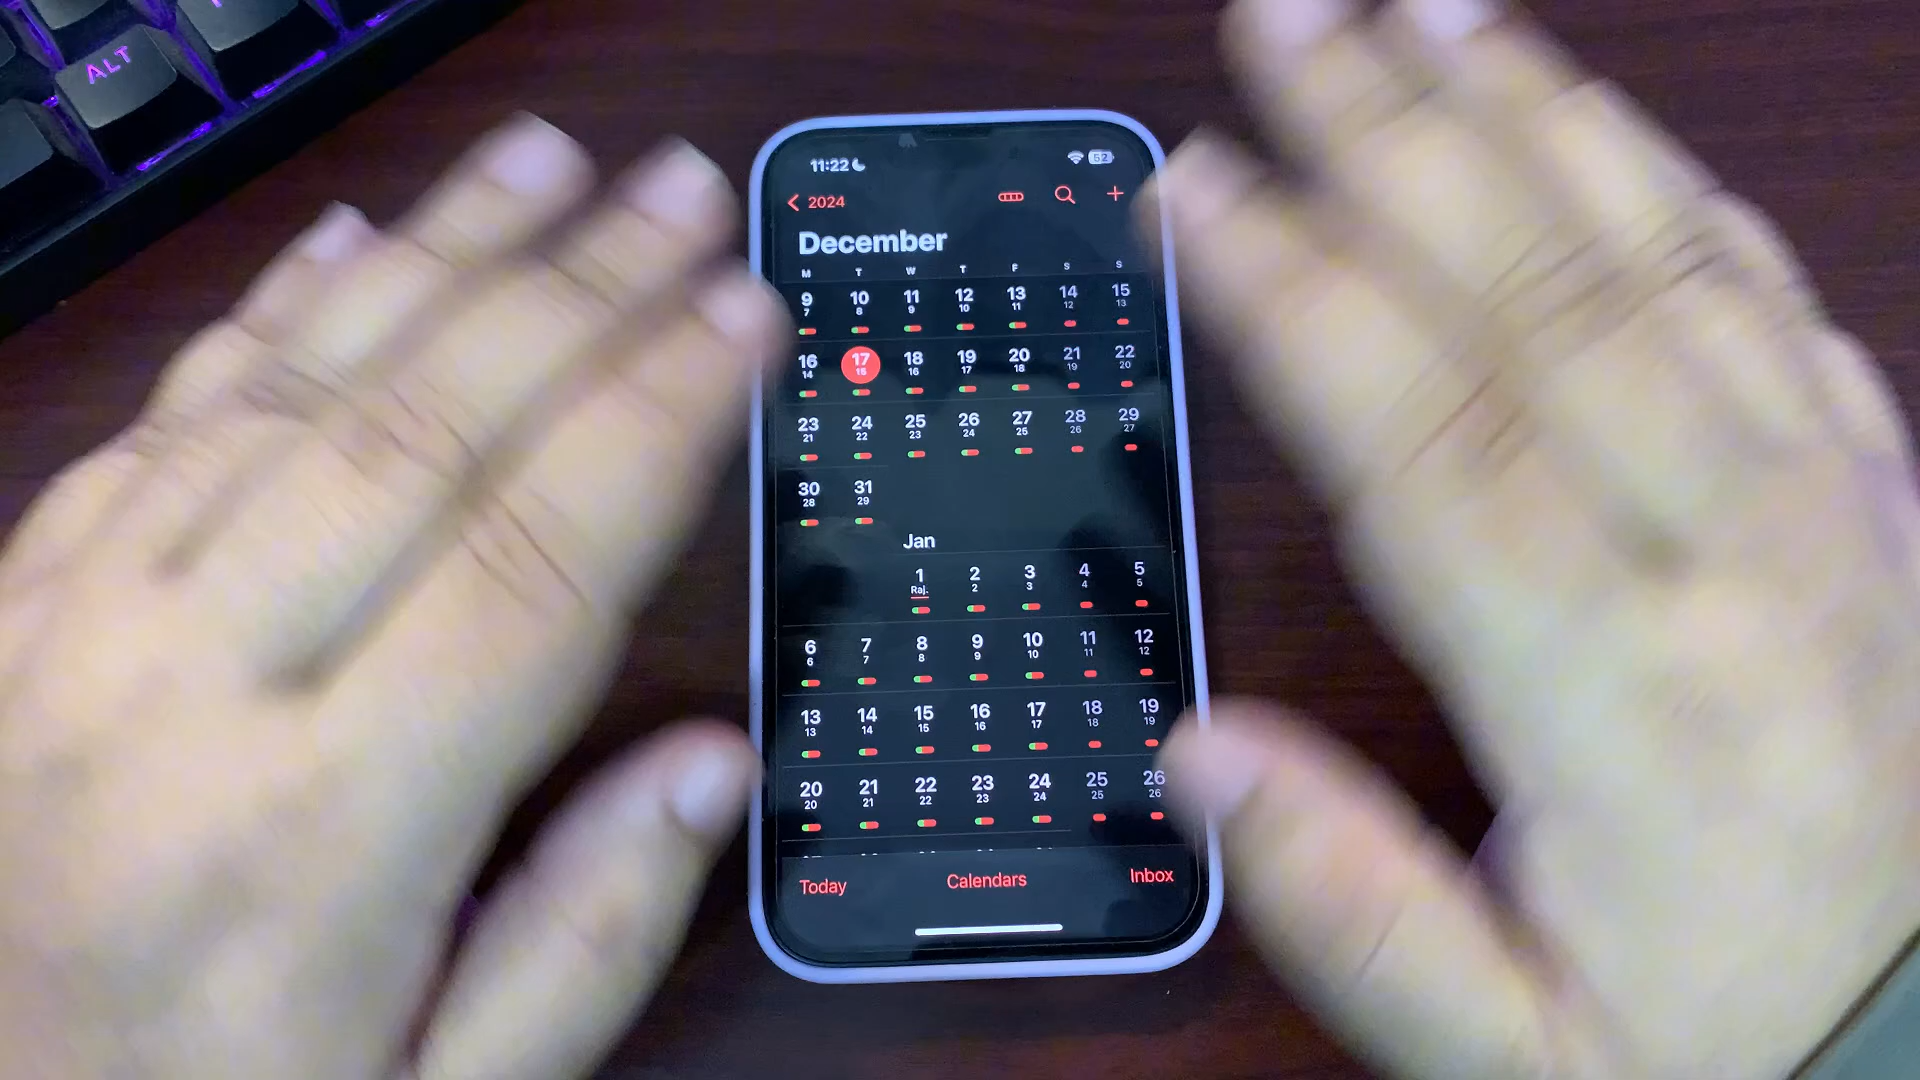 ALT
11:22
52
2024
December
M T W T F S S
9 10 11 12 13 14 15
7 8 9 10 11 12 13
16 17 18 19 20 21 22
14 15 16 17 18 19 20
23 24 25 26 27 28 29
21 22 23 24 25 26 27
30 31
28 29
Jan
1 2 3 4 5
Raj. 2 3 4 5
6 7 8 9 10 11 12
6 7 8 9 10 11 12
13 14 15 16 17 18 19
13 14 15 16 17 18 19
20 21 22 23 24 25 26
20 21 22 23 24 25 26
Today Calendars Inbox